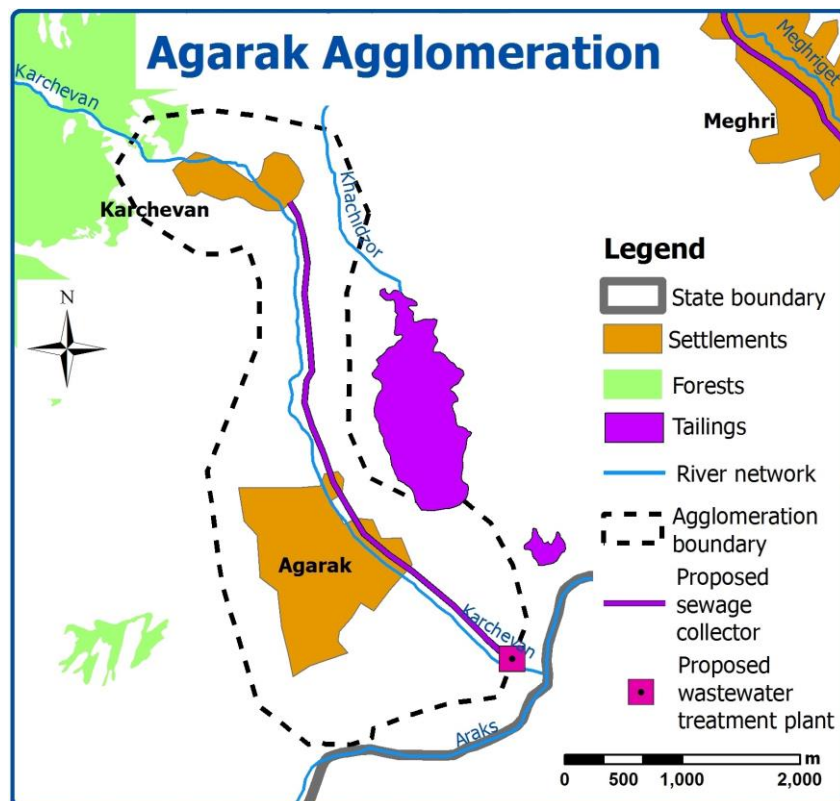 Agarak Agglomeration
Karchevan
Meghriget
Meghri
Karchevan
Khachidzor
N
Legend
State boundary
Settlements
Forests
Tailings
River network
Agglomeration
boundary
Proposed
sewage
collector
Proposed
wastewater
treatment plant
Agarak
Karchevan
Araks
m
0 500 1,000 2,000